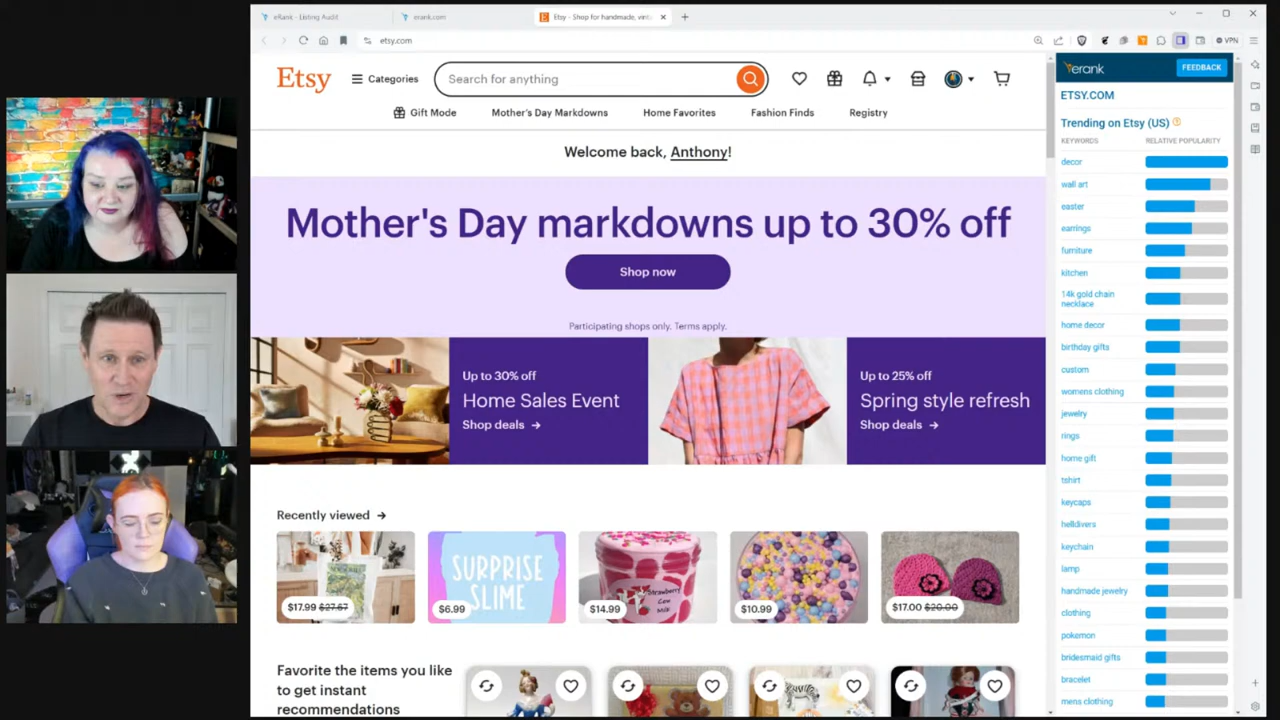 eRank - Listing Audit
erank.com
Etsy - Shop for handmade, vint
etsy.com
VPN
Etsy
Categories
Search for anything
Gift Mode
Mother's Day Markdowns
Home Favorites
Fashion Finds
Registry
Welcome back, Anthony!
Mother's Day markdowns up to 30% off
Shop now
Participating shops only. Terms apply.
Up to 30% off
Home Sales Event
Shop deals →
Up to 25% off
Spring style refresh
Shop deals →
Recently viewed →
$17.99 $27.67
SURPRISE
SLIME
$6.99
Strawberry
Cow
Milk
$14.99
$10.99
$17.00 $20.00
Favorite the items you like
to get instant
recommendations
erank
FEEDBACK
ETSY.COM
Trending on Etsy (US)
KEYWORDS
RELATIVE POPULARITY
decor
wall art
easter
earrings
furniture
kitchen
14k gold chain
necklace
home decor
birthday gifts
custom
womens clothing
jewelry
rings
home gift
tshirt
keycaps
helldivers
keychain
lamp
handmade jewelry
clothing
pokemon
bridesmaid gifts
bracelet
mens clothing